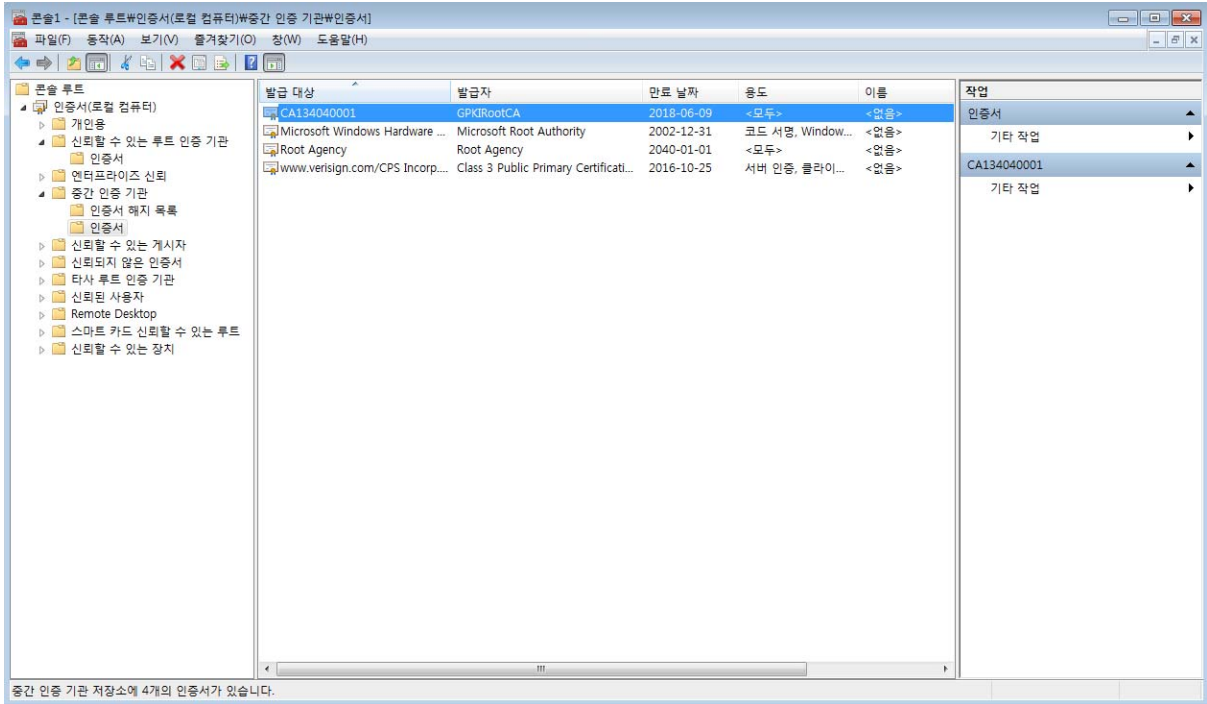 콘솔1 - [콘솔 루트₩인증서(로컬 컴퓨터)₩중간 인증 기관₩인증서]
파일(F) 동작(A) 보기(V) 즐겨찾기(O) 창(W) 도움말(H)
콘솔 루트
인증서(로컬 컴퓨터)
개인용
신뢰할 수 있는 루트 인증 기관
인증서
엔터프라이즈 신뢰
중간 인증 기관
인증서 해지 목록
인증서
신뢰할 수 있는 게시자
신뢰되지 않은 인증서
타사 루트 인증 기관
신뢰된 사용자
Remote Desktop
스마트 카드 신뢰할 수 있는 루트
신뢰할 수 있는 장치
발급 대상 발급자 만료 날짜 용도 이름
CA134040001 GPKIRootCA 2018-06-09 <모두> <없음>
Microsoft Windows Hardware ... Microsoft Root Authority 2002-12-31 코드 서명, Window... <없음>
Root Agency Root Agency 2040-01-01 <모두> <없음>
www.verisign.com/CPS Incorp.... Class 3 Public Primary Certificati... 2016-10-25 서버 인증, 클라이... <없음>
작업
인증서
기타 작업
CA134040001
기타 작업
중간 인증 기관 저장소에 4개의 인증서가 있습니다.